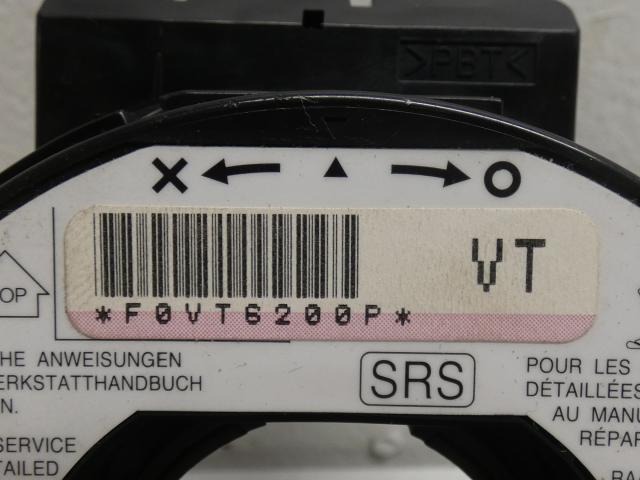 >PBT<
VT
*F0VT6200P*
OP
HE ANWEISUNGEN
ERKSTATTHANDBUCH
N.
SERVICE
TAILED
SRS
POUR LES
DÉTAILLÉES
AU MANU
RÉPAR